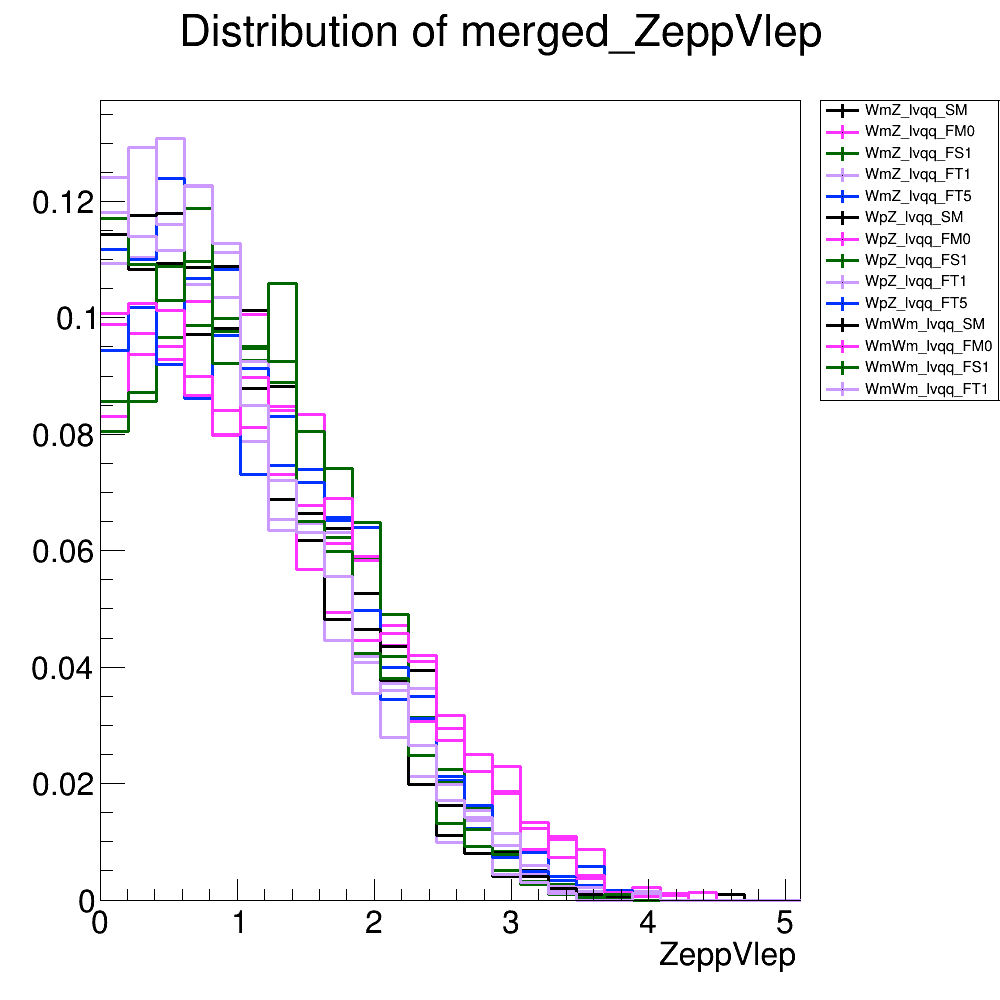 Distribution of merged_ZeppVlep
WmZ_lvqq_SM
WmZ_lvqq_FM0
WmZ_lvqq_FS1
WmZ_lvqq_FT1
WmZ_lvqq_FT5
WpZ_lvqq_SM
WpZ_lvqq_FM0
WpZ_lvqq_FS1
WpZ_lvqq_FT1
WpZ_lvqq_FT5
WmWm_lvqq_SM
WmWm_lvqq_FM0
WmWm_lvqq_FS1
WmWm_lvqq_FT1
0.12
0.1
0.08
0.06
0.04
0.02
0
0 1 2 3 4 5
ZeppVlep